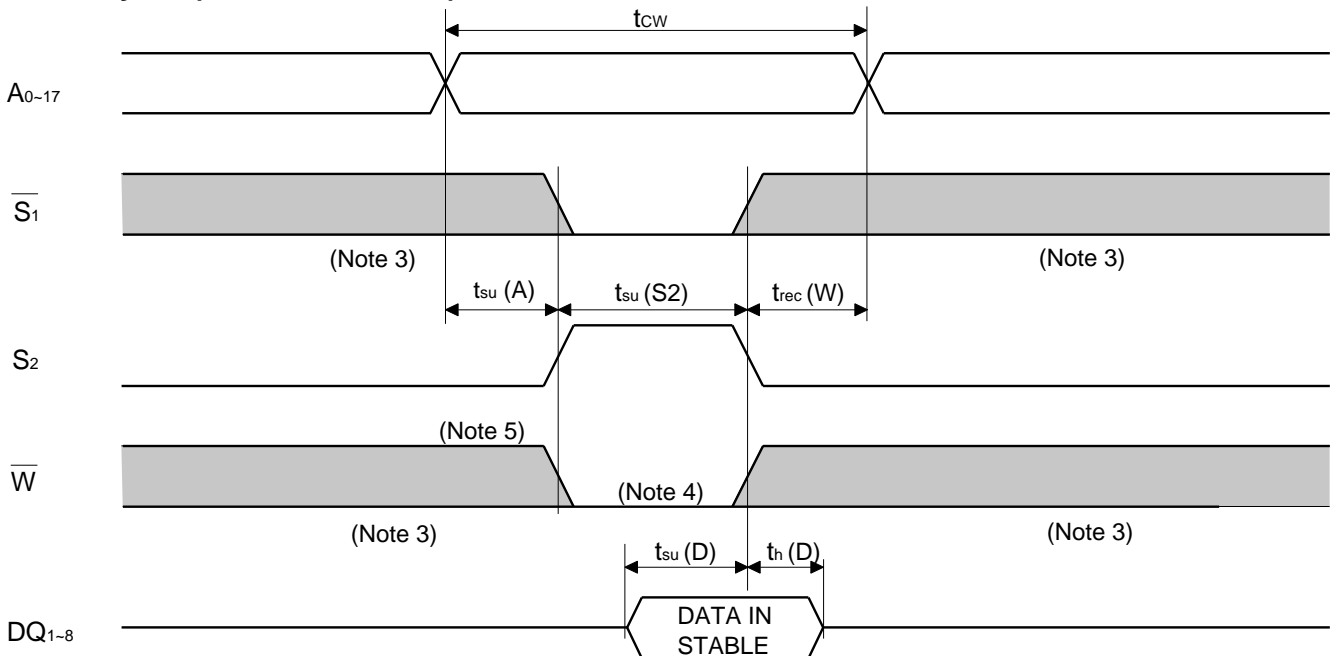 tCW
A0~17
S1
(Note 3)
(Note 3)
tsu (A)
tsu (S2)
trec (W)
S2
(Note 5)
W
(Note 4)
(Note 3)
(Note 3)
tsu (D)
th (D)
DQ1~8
DATA IN
STABLE